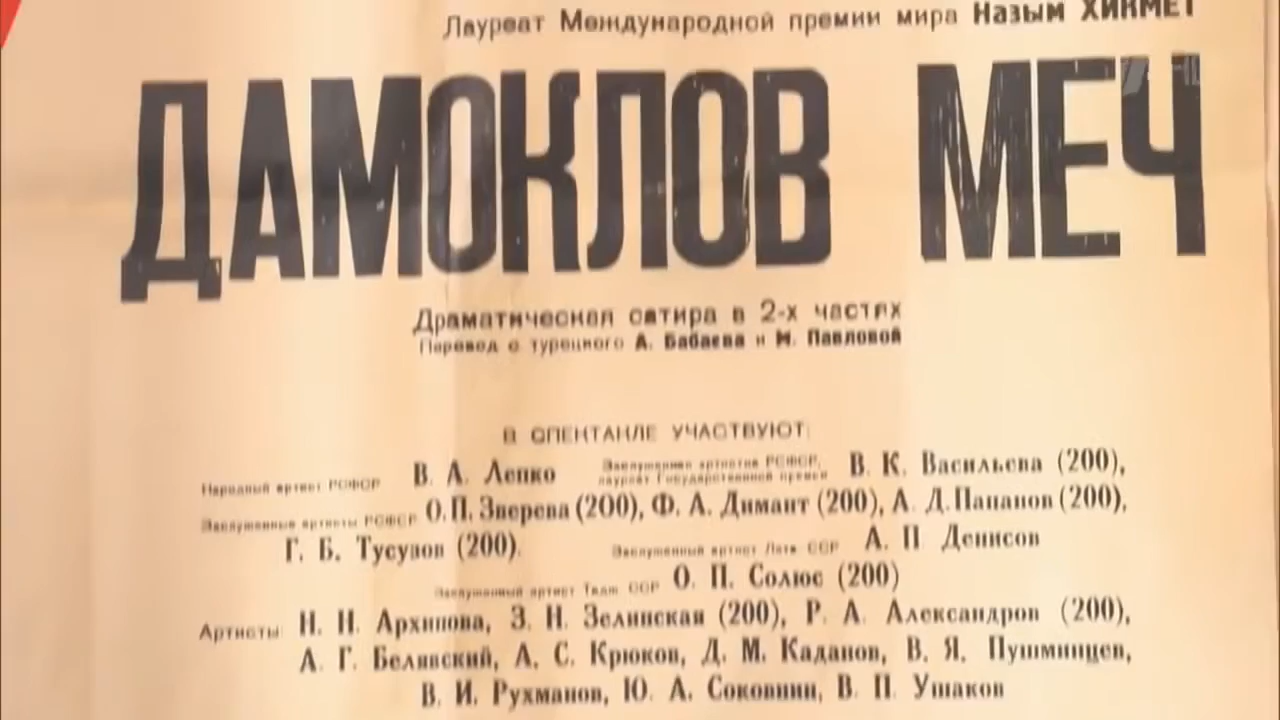 Лауреат Международной премии мира Назым ХИКМЕТ
ДАМОКЛОВ МЕЧ
Драматическая сатира в 2-х частях
Перевод с турецкого А. Бабаева и М. Павловой
В СПЕКТАКЛЕ УЧАСТВУЮТ:
Народный артист РСФСР В. А. Лепко Заслуженная артистка РСФСР, лауреат Государственной премии В. К. Васильева (200),
Заслуженные артисты РСФСР О. П. Зверева (200), Ф. А. Димант (200), А. Д. Папанов (200),
Г. Б. Тусузов (200). Заслуженный артист Латв. ССР А. П Денисов
Заслуженный артист Тадж. ССР О. П. Солюс (200)
Артисты: Н. Н. Архипова, З. Н. Зелинская (200), Р. А. Александров (200),
А. Г. Белявский, А. С. Крюков, Д. М. Каданов, В. Я. Пушминцев,
В. И. Рухманов, Ю. А. Соковнин, В. П. Ушаков